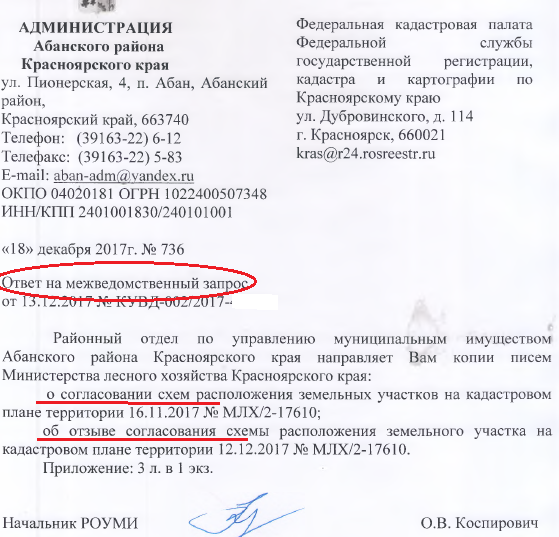 АДМИНИСТРАЦИЯ
Абанского района
Красноярского края
ул. Пионерская, 4, п. Абан, Абанский
район,
Красноярский край, 663740
Телефон: (39163-22) 6-12
Телефакс: (39163-22) 5-83
E-mail: aban-adm@yandex.ru
ОКПО 04020181 ОГРН 1022400507348
ИНН/КПП 2401001830/240101001
Федеральная кадастровая палата
Федеральной службы
государственной регистрации,
кадастра и картографии по
Красноярскому краю
ул. Дубровинского, д. 114
г. Красноярск, 660021
kras@r24.rosreestr.ru
«18» декабря 2017г. № 736
Ответ на межведомственный запрос
от 13.12.2017 № КУВД-002/2017-
Районный отдел по управлению муниципальным имуществом
Абанского района Красноярского края направляет Вам копии писем
Министерства лесного хозяйства Красноярского края:
о согласовании схем расположения земельных участков на кадастровом
плане территории 16.11.2017 № МЛХ/2-17610;
об отзыве согласования схемы расположения земельного участка на
кадастровом плане территории 12.12.2017 № МЛХ/2-17610.
Приложение: 3 л. в 1 экз.
Начальник РОУМИ О.В. Коспирович